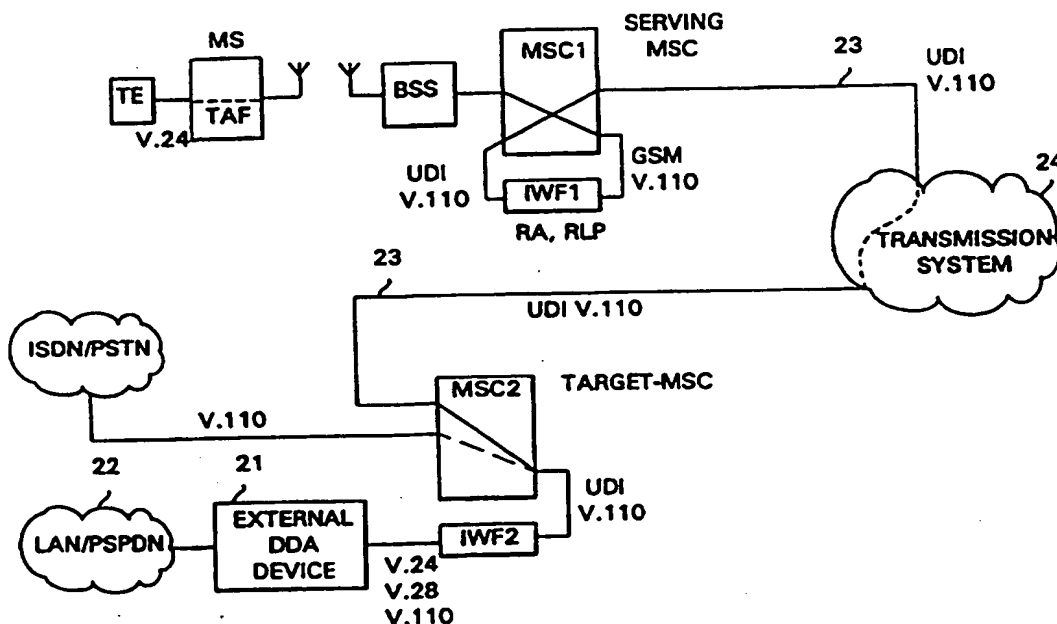 MS
TE
TAF
V.24
BSS
MSC1
SERVING
MSC
23
UDI
V.110
UDI
V.110
GSM
V.110
IWF1
RA, RLP
24
TRANSMISSION
SYSTEM
23
UDI V.110
ISDN/PSTN
MSC2
TARGET-MSC
V.110
22
21
LAN/PSPDN
EXTERNAL
DDA
DEVICE
IWF2
UDI
V.110
V.24
V.28
V.110